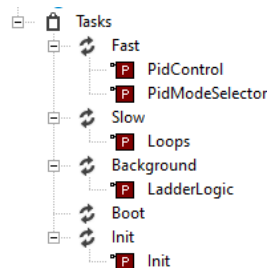 Tasks
Fast
P PidControl
P PidModeSelector
Slow
P Loops
Background
P LadderLogic
Boot
Init
P Init